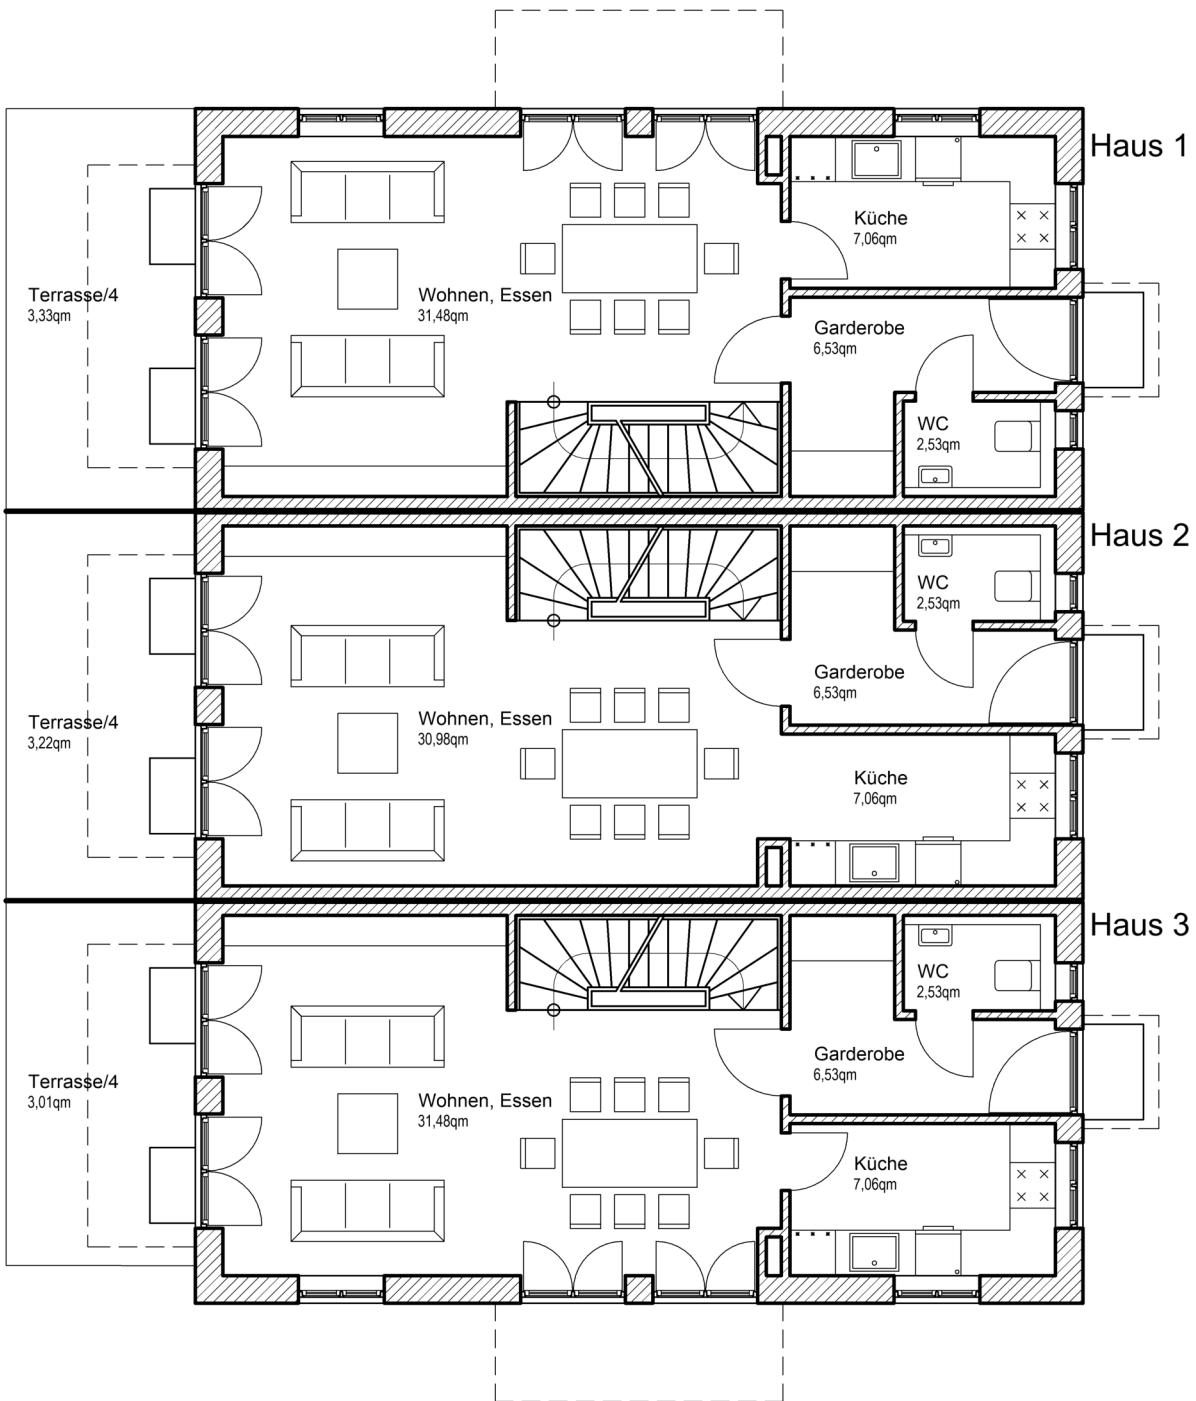 Haus 1
Küche
7,06qm
Terrasse/4
3,33qm
Wohnen, Essen
31,48qm
Garderobe
6,53qm
WC
2,53qm
Haus 2
WC
2,53qm
Garderobe
6,53qm
Terrasse/4
3,22qm
Wohnen, Essen
30,98qm
Küche
7,06qm
Haus 3
WC
2,53qm
Garderobe
6,53qm
Terrasse/4
3,01qm
Wohnen, Essen
31,48qm
Küche
7,06qm